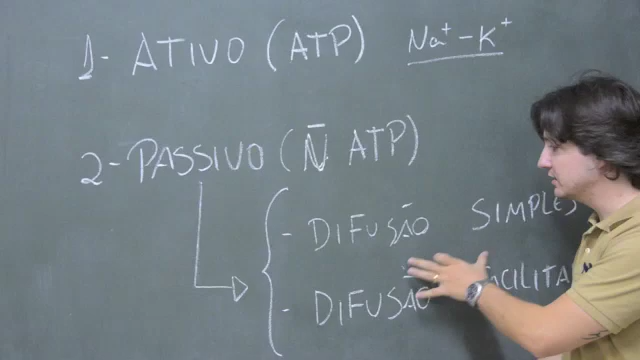 1- ATIVO (ATP) Na⁺ - K⁺
2- PASSIVO (N̄ ATP)
- DIFUSÃO SIMPLES
- DIFUSÃO